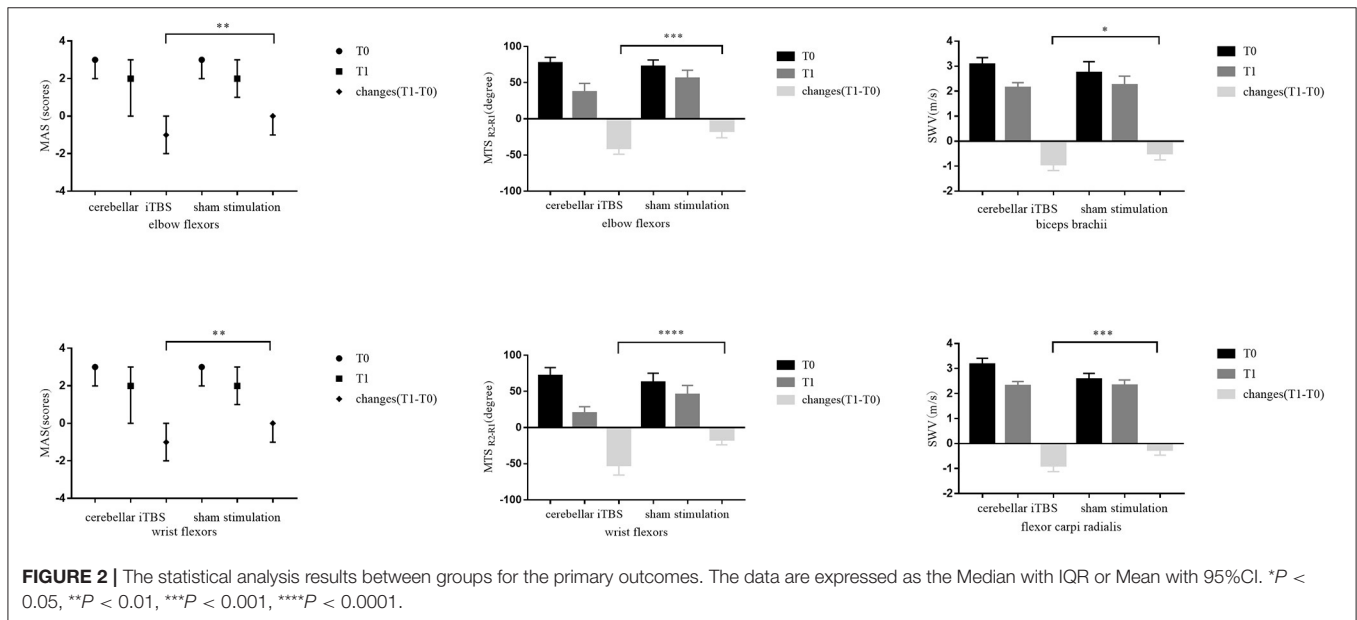 **
4
2
0
-2
-4
MAS (scores)
cerebellar iTBS sham stimulation
elbow flexors
T0
T1
changes(T1-T0)
***
100
50
0
-50
-100
MTS R2-R1(degree)
cerebellar iTBS sham stimulation
elbow flexors
T0
T1
changes(T1-T0)
*
4
3
2
1
0
-1
-2
SWV(m/s)
cerebellar iTBS sham stimulation
biceps brachii
T0
T1
changes(T1-T0)
**
4
2
0
-2
-4
MAS(scores)
cerebellar iTBS sham stimulation
wrist flexors
T0
T1
changes(T1-T0)
****
100
50
0
-50
-100
MTS R2-R1(degree)
cerebellar iTBS sham stimulation
wrist flexors
T0
T1
changes(T1-T0)
***
4
3
2
1
0
-1
-2
SWV(m/s)
cerebellar iTBS sham stimulation
flexor carpi radialis
T0
T1
changes(T1-T0)
FIGURE 2 | The statistical analysis results between groups for the primary outcomes. The data are expressed as the Median with IQR or Mean with 95%CI. *P <
0.05, **P < 0.01, ***P < 0.001, ****P < 0.0001.